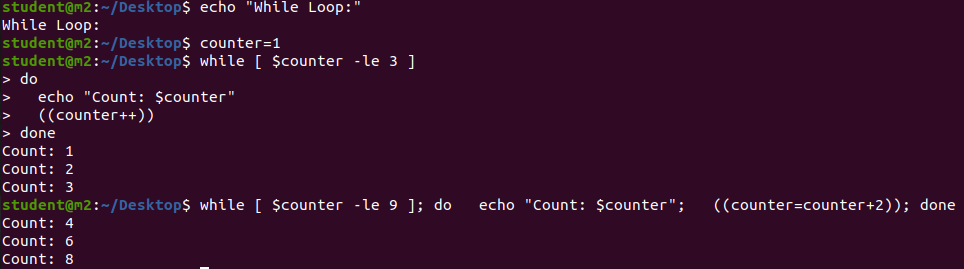 student@m2:~/Desktop$ echo "While Loop:"
While Loop:
student@m2:~/Desktop$ counter=1
student@m2:~/Desktop$ while [ $counter -le 3 ]
> do
>   echo "Count: $counter"
>   ((counter++))
> done
Count: 1
Count: 2
Count: 3
student@m2:~/Desktop$ while [ $counter -le 9 ]; do   echo "Count: $counter";   ((counter=counter+2)); done
Count: 4
Count: 6
Count: 8